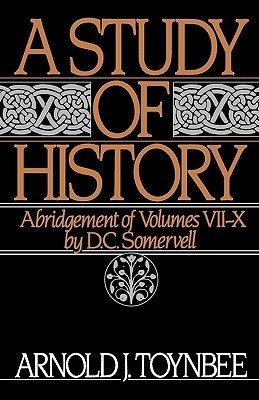 A STUDY
OF
HISTORY
Abridgement of Volumes VII–X
by D.C. Somervell
ARNOLD J. TOYNBEE